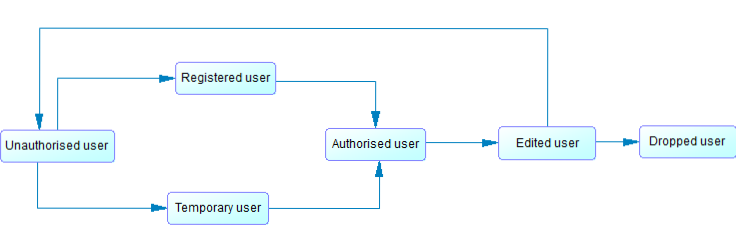 Registered user
Unauthorised user
Authorised user
Edited user
Dropped user
Temporary user